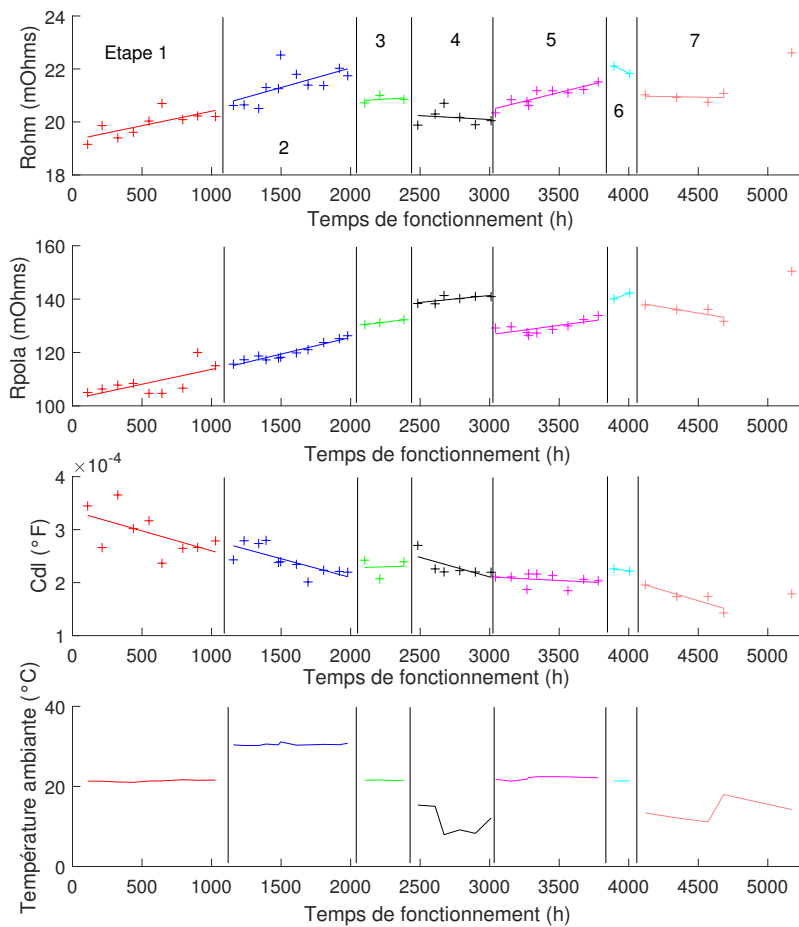 24
22
20
18
Rohm (mOhms)
Etape 1
2
3
4
5
6
7
0 500 1000 1500 2000 2500 3000 3500 4000 4500 5000
Temps de fonctionnement (h)
160
140
120
100
Rpola (mOhms)
0 500 1000 1500 2000 2500 3000 3500 4000 4500 5000
Temps de fonctionnement (h)
×10⁻⁴
4
3
2
1
Cdl (°F)
0 500 1000 1500 2000 2500 3000 3500 4000 4500 5000
Temps de fonctionnement (h)
40
20
0
Température ambiante (°C)
0 500 1000 1500 2000 2500 3000 3500 4000 4500 5000
Temps de fonctionnement (h)